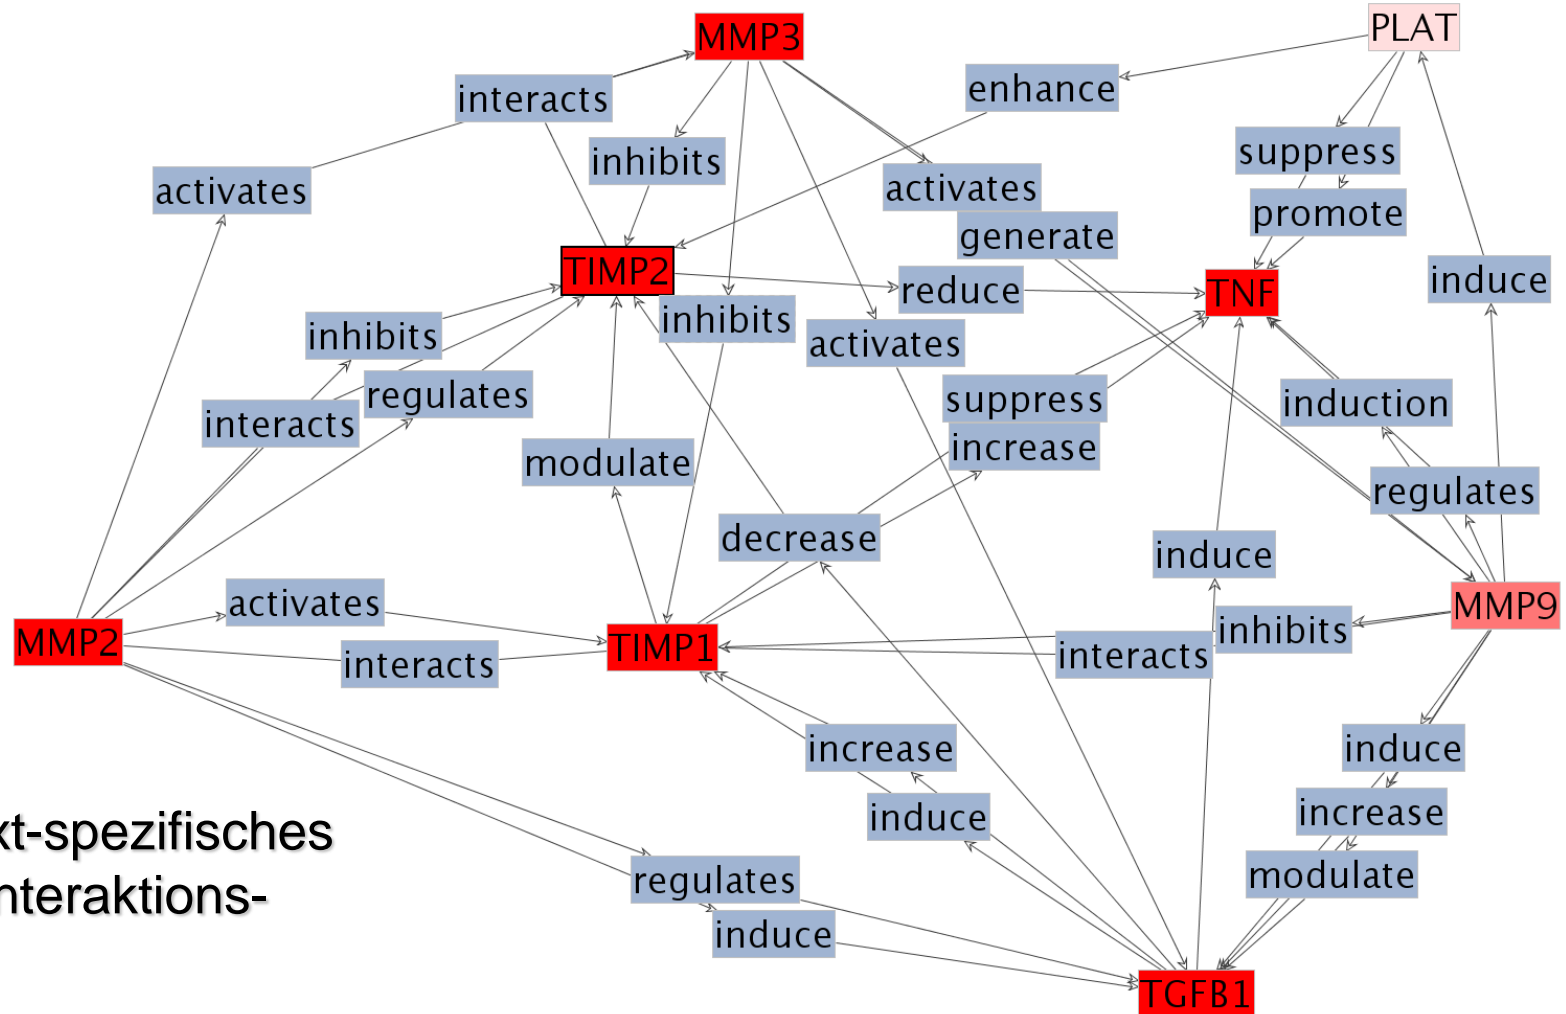 MMP3
PLAT
enhance
interacts
suppress
inhibits
activates
activates
promote
generate
TIMP2
reduce
TNF
induce
inhibits
inhibits
activates
regulates
suppress
induction
interacts
increase
modulate
regulates
decrease
induce
activates
MMP9
MMP2
TIMP1
inhibits
interacts
interacts
increase
induce
induce
increase
xt-spezifisches
regulates
modulate
nteraktions-
induce
TGFB1